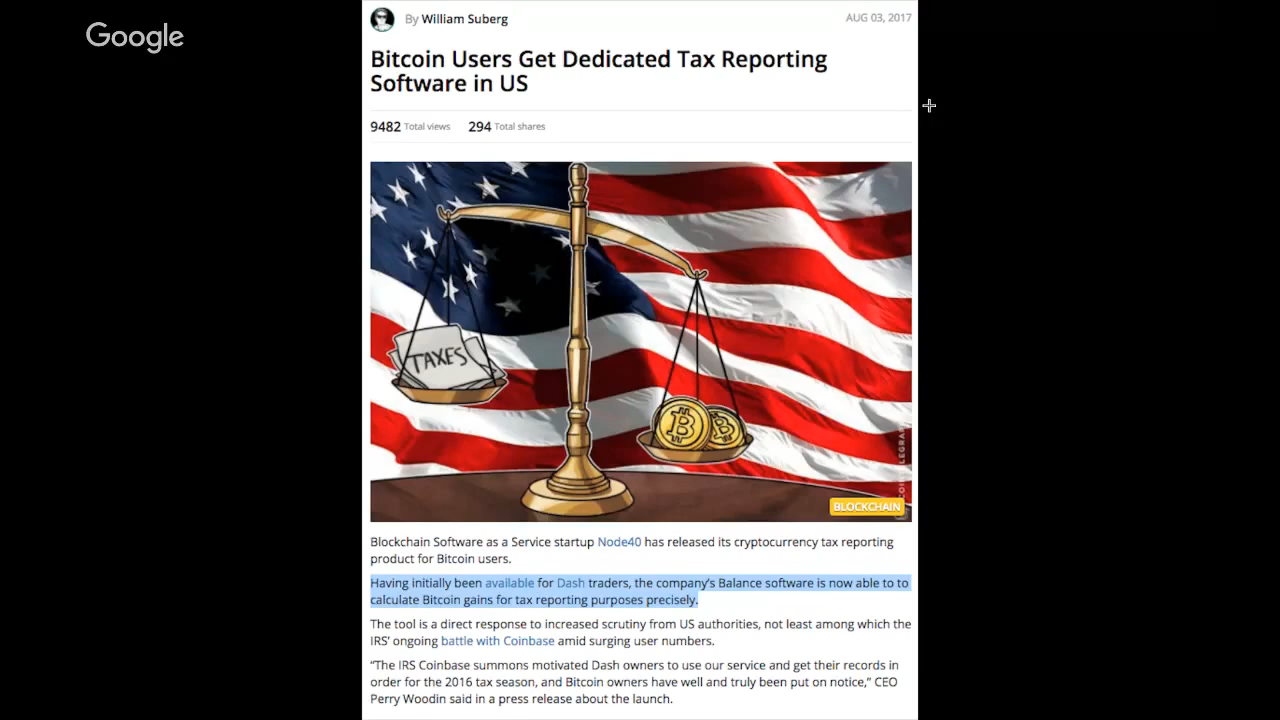 Google
By William Suberg
AUG 03, 2017
Bitcoin Users Get Dedicated Tax Reporting
Software in US
9482 Total views 294 Total shares
TAXES
BLOCKCHAIN
Blockchain Software as a Service startup Node40 has released its cryptocurrency tax reporting
product for Bitcoin users.
Having initially been available for Dash traders, the company's Balance software is now able to to
calculate Bitcoin gains for tax reporting purposes precisely.
The tool is a direct response to increased scrutiny from US authorities, not least among which the
IRS' ongoing battle with Coinbase amid surging user numbers.
“The IRS Coinbase summons motivated Dash owners to use our service and get their records in
order for the 2016 tax season, and Bitcoin owners have well and truly been put on notice,” CEO
Perry Woodin said in a press release about the launch.